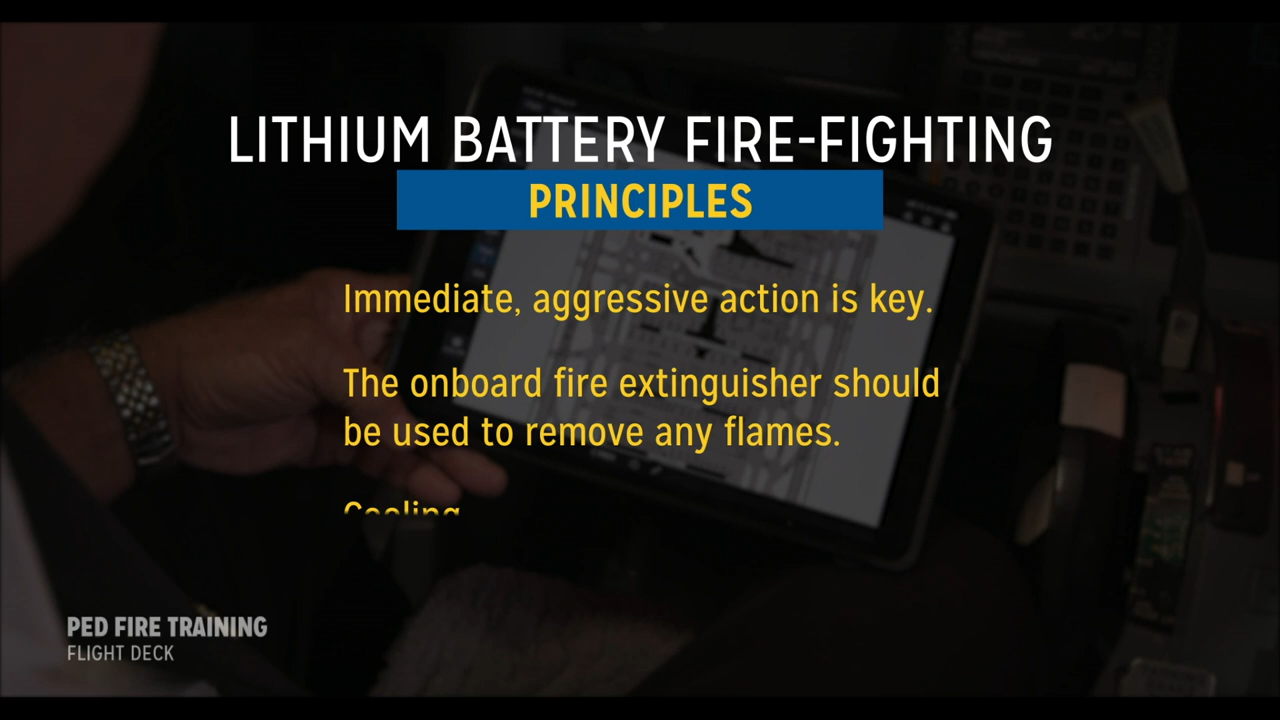 LITHIUM BATTERY FIRE-FIGHTING
PRINCIPLES
Immediate, aggressive action is key.
The onboard fire extinguisher should
be used to remove any flames.
Cooling
PED FIRE TRAINING
FLIGHT DECK